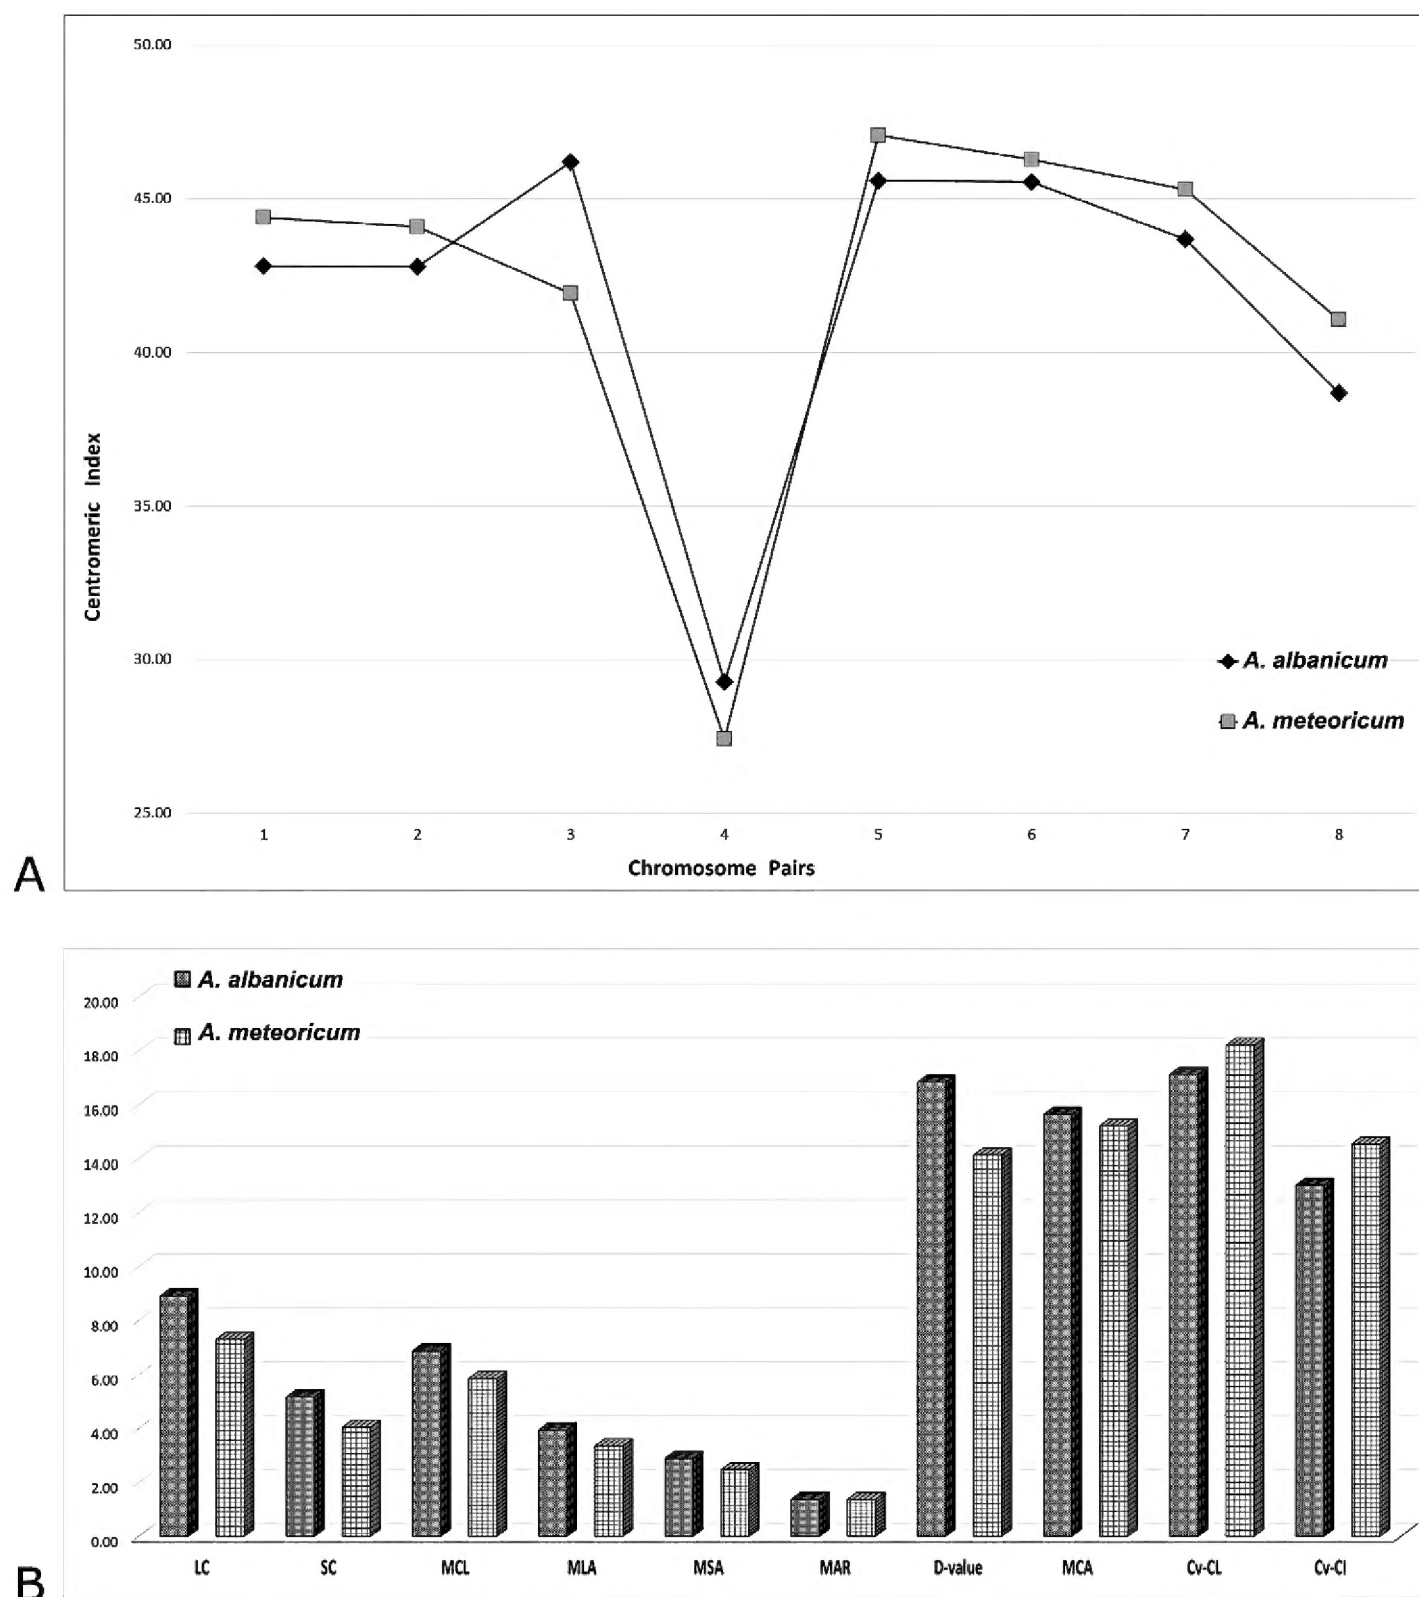 50.00
45.00
40.00
35.00
30.00
25.00
Centromeric Index
A. albanicum
A. meteoricum
1 2 3 4 5 6 7 8
Chromosome Pairs
A
A. albanicum
A. meteoricum
20.00
18.00
16.00
14.00
12.00
10.00
8.00
6.00
4.00
2.00
0.00
LC SC MCL MLA MSA MAR D-value MCA Cv-CL Cv-CI
B